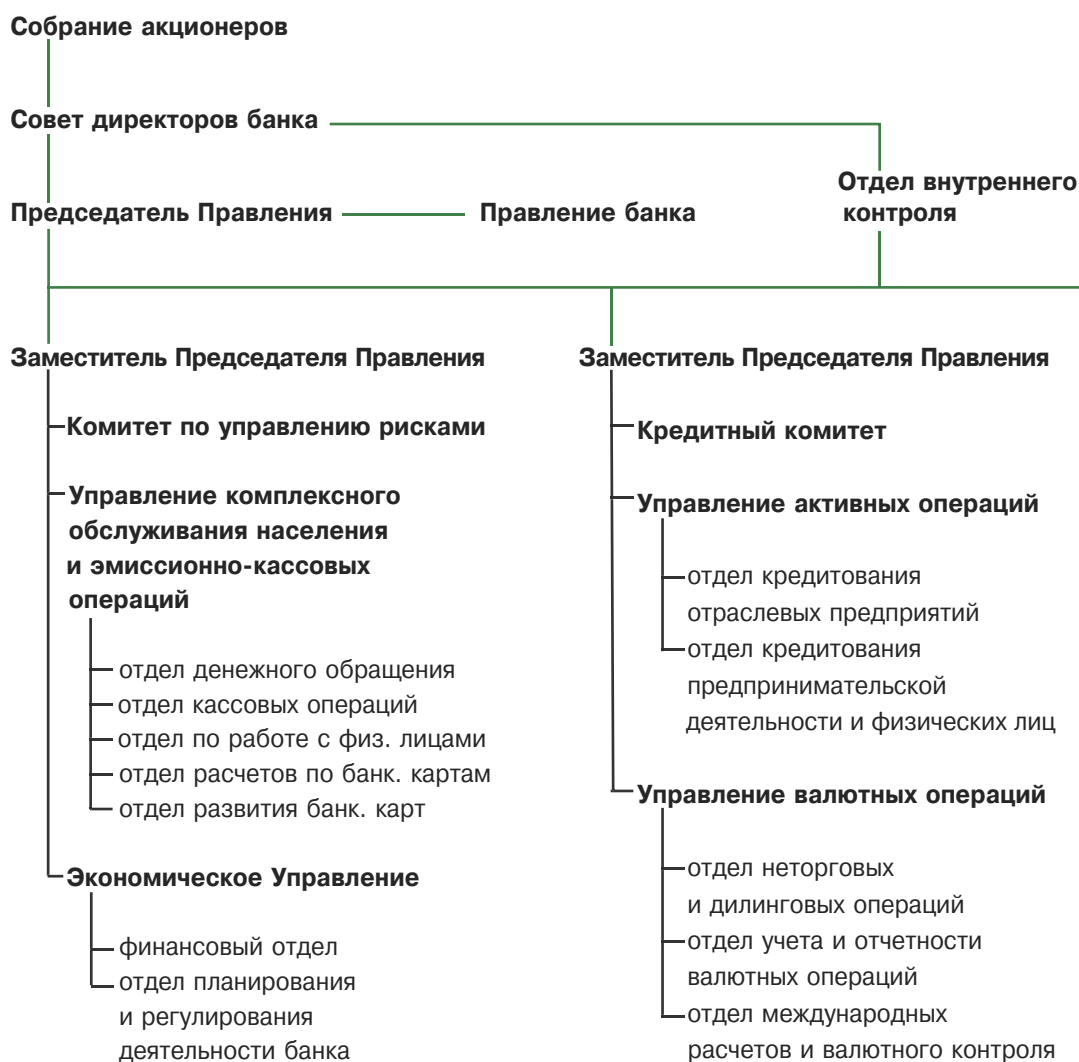 Собрание акционеров
Совет директоров банка
Отдел внутреннего
контроля
Председатель Правления
Правление банка
Заместитель Председателя Правления
Комитет по управлению рисками
Управление комплексного
обслуживания населения
и эмиссионно-кассовых
операций
отдел денежного обращения
отдел кассовых операций
отдел по работе с физ. лицами
отдел расчетов по банк. картам
отдел развития банк. карт
Экономическое Управление
финансовый отдел
отдел планирования
и регулирования
деятельности банка
Заместитель Председателя Правления
Кредитный комитет
Управление активных операций
отдел кредитования
отраслевых предприятий
отдел кредитования
предпринимательской
деятельности и физических лиц
Управление валютных операций
отдел неторговых
и дилинговых операций
отдел учета и отчетности
валютных операций
отдел международных
расчетов и валютного контроля